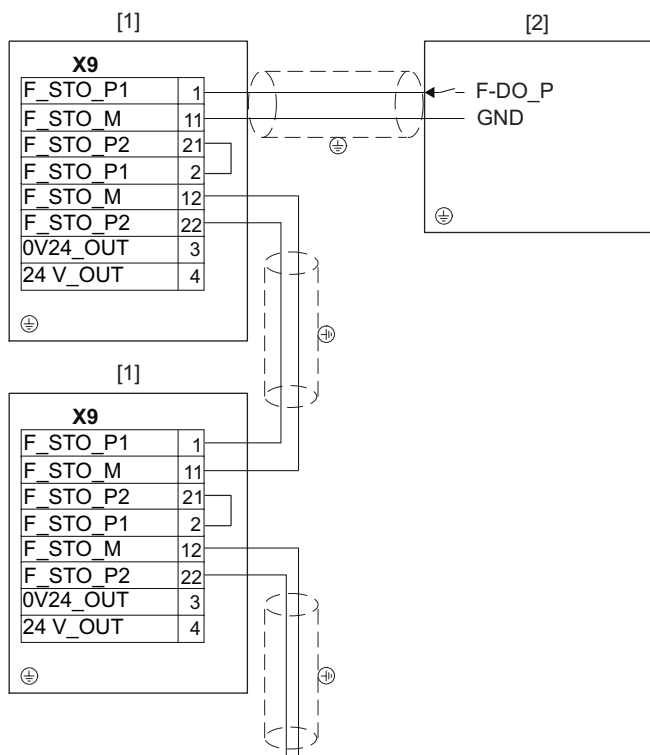 [1]
[2]
X9
F_STO_P1 1
F-DO_P
F_STO_M 11
GND
F_STO_P2 21
F_STO_P1 2
F_STO_M 12
F_STO_P2 22
0V24_OUT 3
24 V_OUT 4
[1]
X9
F_STO_P1 1
F_STO_M 11
F_STO_P2 21
F_STO_P1 2
F_STO_M 12
F_STO_P2 22
0V24_OUT 3
24 V_OUT 4